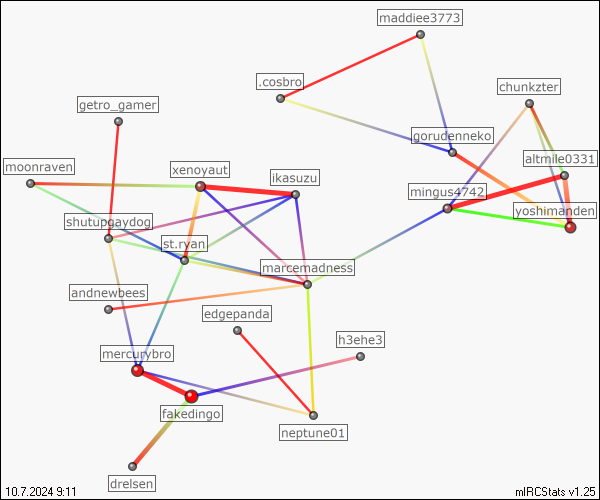 maddiee3773
.cosbro
chunkzter
getro_gamer
gorudenneko
altmile0331
moonraven
xenoyaut
ikasuzu
mingus4742
yoshimanden
shutupgaydog
st.ryan
marcemadness
andnewbees
edgepanda
h3ehe3
mercurybro
fakedingo
neptune01
drelsen
10.7.2024 9:11
mIRCStats v1.25